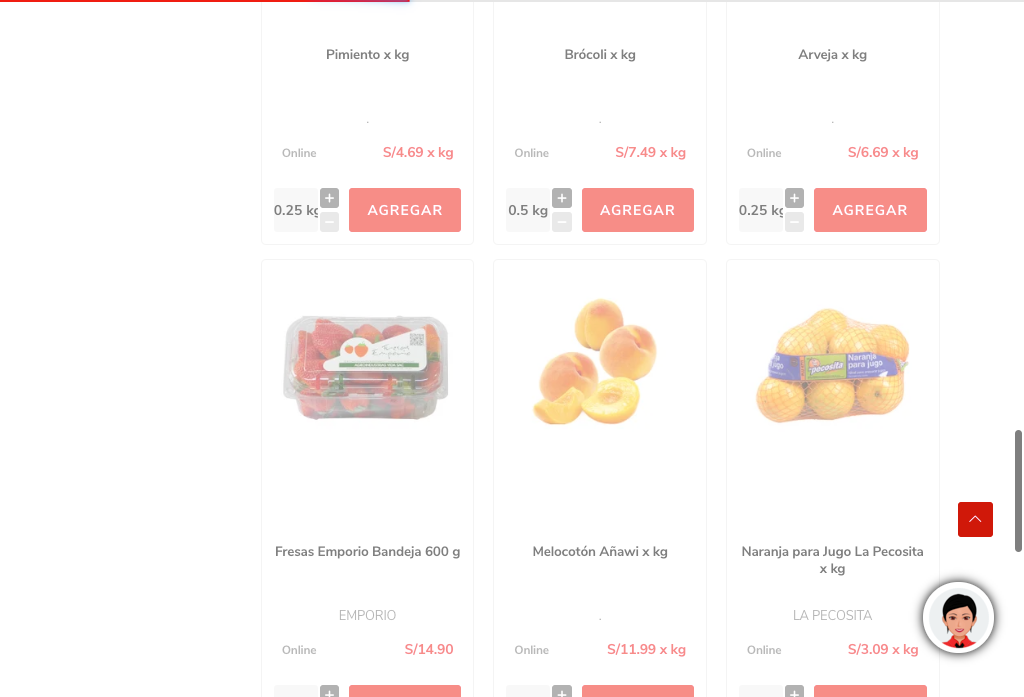 Pimiento x kg
Brócoli x kg
Arveja x kg
.
.
.
Online
S/4.69 x kg
Online
S/7.49 x kg
Online
S/6.69 x kg
0.25 kg
+
−
AGREGAR
0.5 kg
+
−
AGREGAR
0.25 kg
+
−
AGREGAR
Naranja
para jugo
pecosita
Fresas Emporio Bandeja 600 g
Melocotón Añawi x kg
Naranja para Jugo La Pecosita
x kg
EMPORIO
.
LA PECOSITA
Online
S/14.90
Online
S/11.99 x kg
Online
S/3.09 x kg
+
+
+